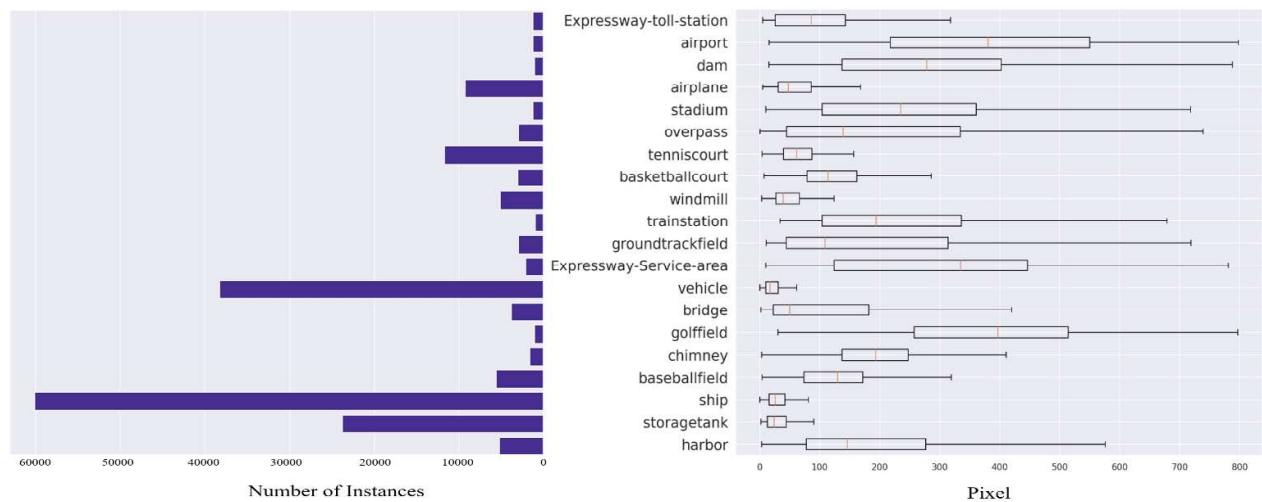 Expressway-toll-station
airport
dam
airplane
stadium
overpass
tenniscourt
basketballcourt
windmill
trainstation
groundtrackfield
Expressway-Service-area
vehicle
bridge
golffield
chimney
baseballfield
ship
storagetank
harbor
60000 50000 40000 30000 20000 10000 0
0 100 200 300 400 500 600 700 800
Number of Instances
Pixel